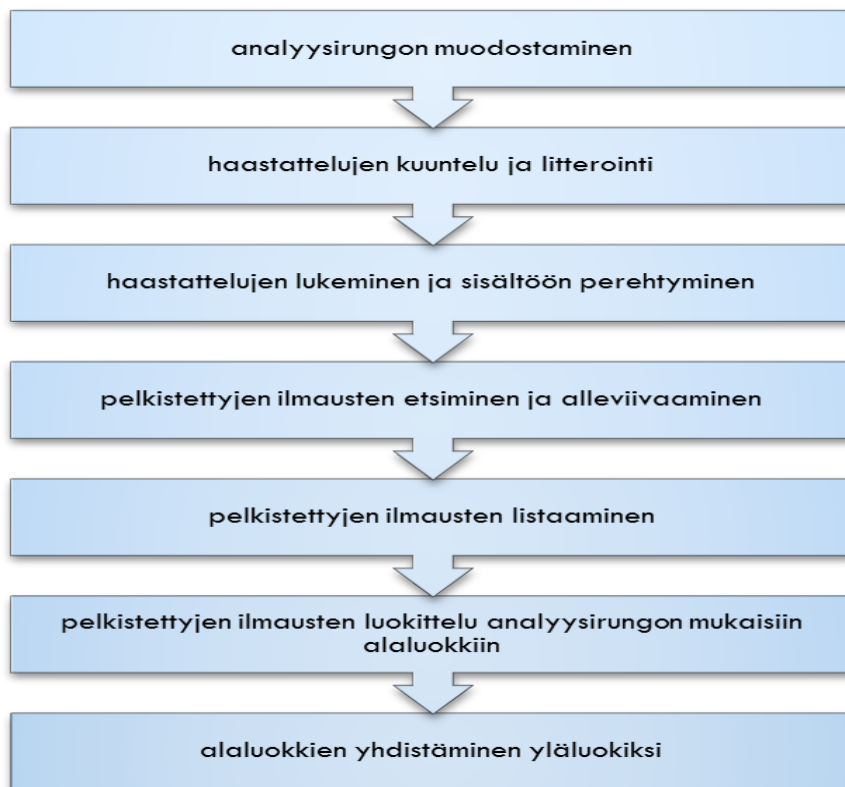 analyysirungon muodostaminen
haastattelujen kuuntelu ja litterointi
haastattelujen lukeminen ja sisältöön perehtyminen
pelkistettyjen ilmausten etsiminen ja alleviivaaminen
pelkistettyjen ilmausten listaaminen
pelkistettyjen ilmausten luokittelu analyysirungon mukaisiin
alaluokkiin
alaluokkien yhdistäminen yläluokiksi